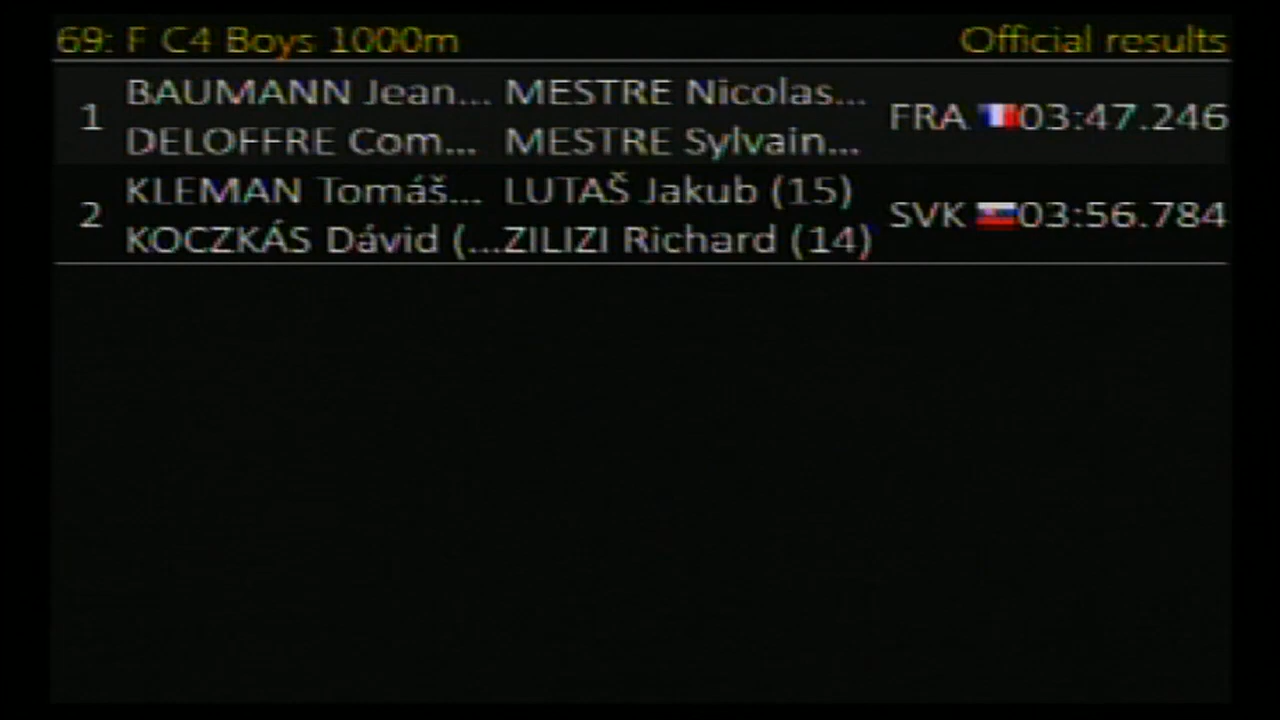 69: F C4 Boys 1000m Official results
1 BAUMANN Jean... MESTRE Nicolas... FRA 03:47.246
DELOFFRE Com... MESTRE Sylvain...
2 KLEMAN Tomáš... LUTAŠ Jakub (15) SVK 03:56.784
KOCZKÁS Dávid (... ZILIZI Richard (14)